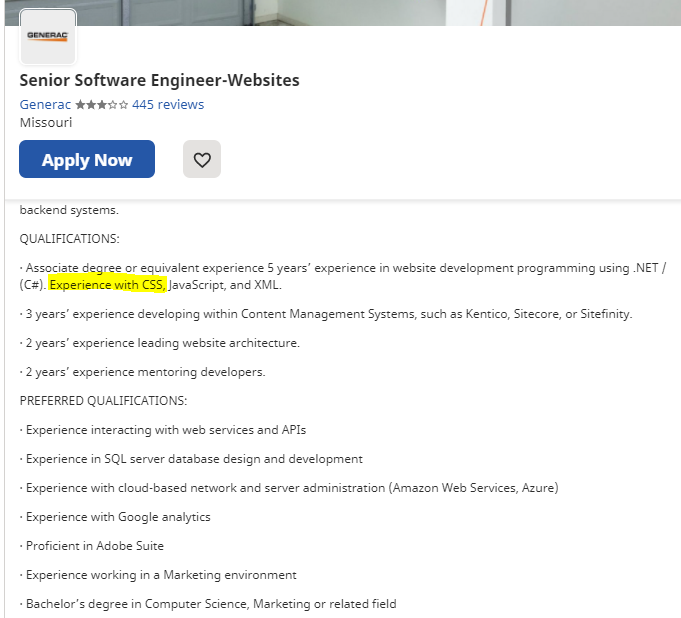 GENERAC
Senior Software Engineer-Websites
Generac ★★★☆☆ 445 reviews
Missouri
Apply Now
backend systems.
QUALIFICATIONS:
· Associate degree or equivalent experience 5 years’ experience in website development programming using .NET /
(C#). Experience with CSS, JavaScript, and XML.
· 3 years’ experience developing within Content Management Systems, such as Kentico, Sitecore, or Sitefinity.
· 2 years’ experience leading website architecture.
· 2 years’ experience mentoring developers.
PREFERRED QUALIFICATIONS:
· Experience interacting with web services and APIs
· Experience in SQL server database design and development
· Experience with cloud-based network and server administration (Amazon Web Services, Azure)
· Experience with Google analytics
· Proficient in Adobe Suite
· Experience working in a Marketing environment
· Bachelor’s degree in Computer Science, Marketing or related field